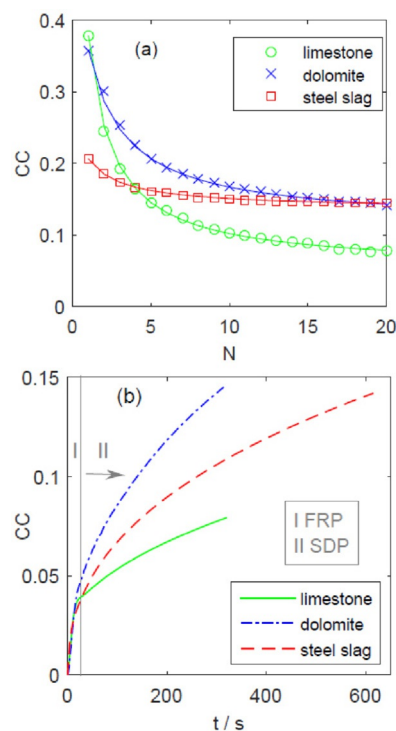 (a)
limestone
dolomite
steel slag
0.4
0.3
0.2
0.1
0
CC
0 5 10 15 20
N
(b)
0.15
0.1
0.05
0
CC
I II
I FRP
II SDP
limestone
dolomite
steel slag
0 200 400 600
t / s